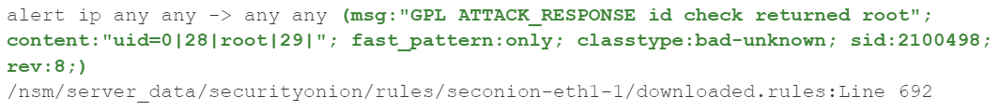 alert ip any any -> any any (msg:"GPL ATTACK_RESPONSE id check returned root";
content:"uid=0|28|root|29|"; fast_pattern:only; classtype:bad-unknown; sid:2100498;
rev:8;)
/nsm/server_data/securityonion/rules/seconion-eth1-1/downloaded.rules:Line 692